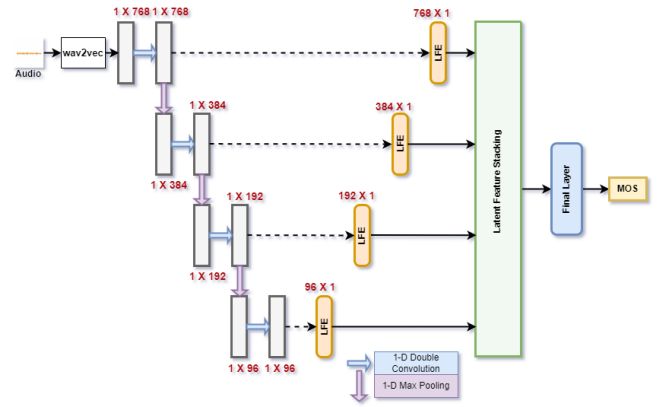 1 X 768 1 X 768
768 X 1
Audio
wav2vec
LFE
1 X 384
384 X 1
LFE
1 X 384
1 X 192
192 X 1
LFE
1 X 192
96 X 1
LFE
1 X 96 1 X 96
Latent Feature Stacking
Final Layer
MOS
1-D Double
Convolution
1-D Max Pooling